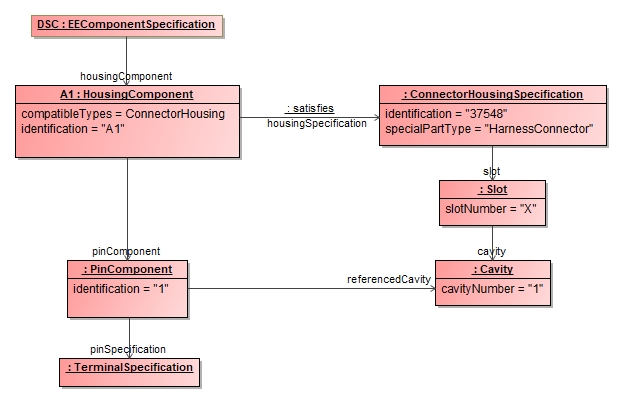 DSC : EEComponentSpecification
housingComponent
A1 : HousingComponent
compatibleTypes = ConnectorHousing
identification = "A1"
: satisfies
housingSpecification
: ConnectorHousingSpecification
identification = "37548"
specialPartType = "HarnessConnector"
slot
: Slot
slotNumber = "X"
pinComponent
cavity
: PinComponent
identification = "1"
referencedCavity
: Cavity
cavityNumber = "1"
pinSpecification
: TerminalSpecification